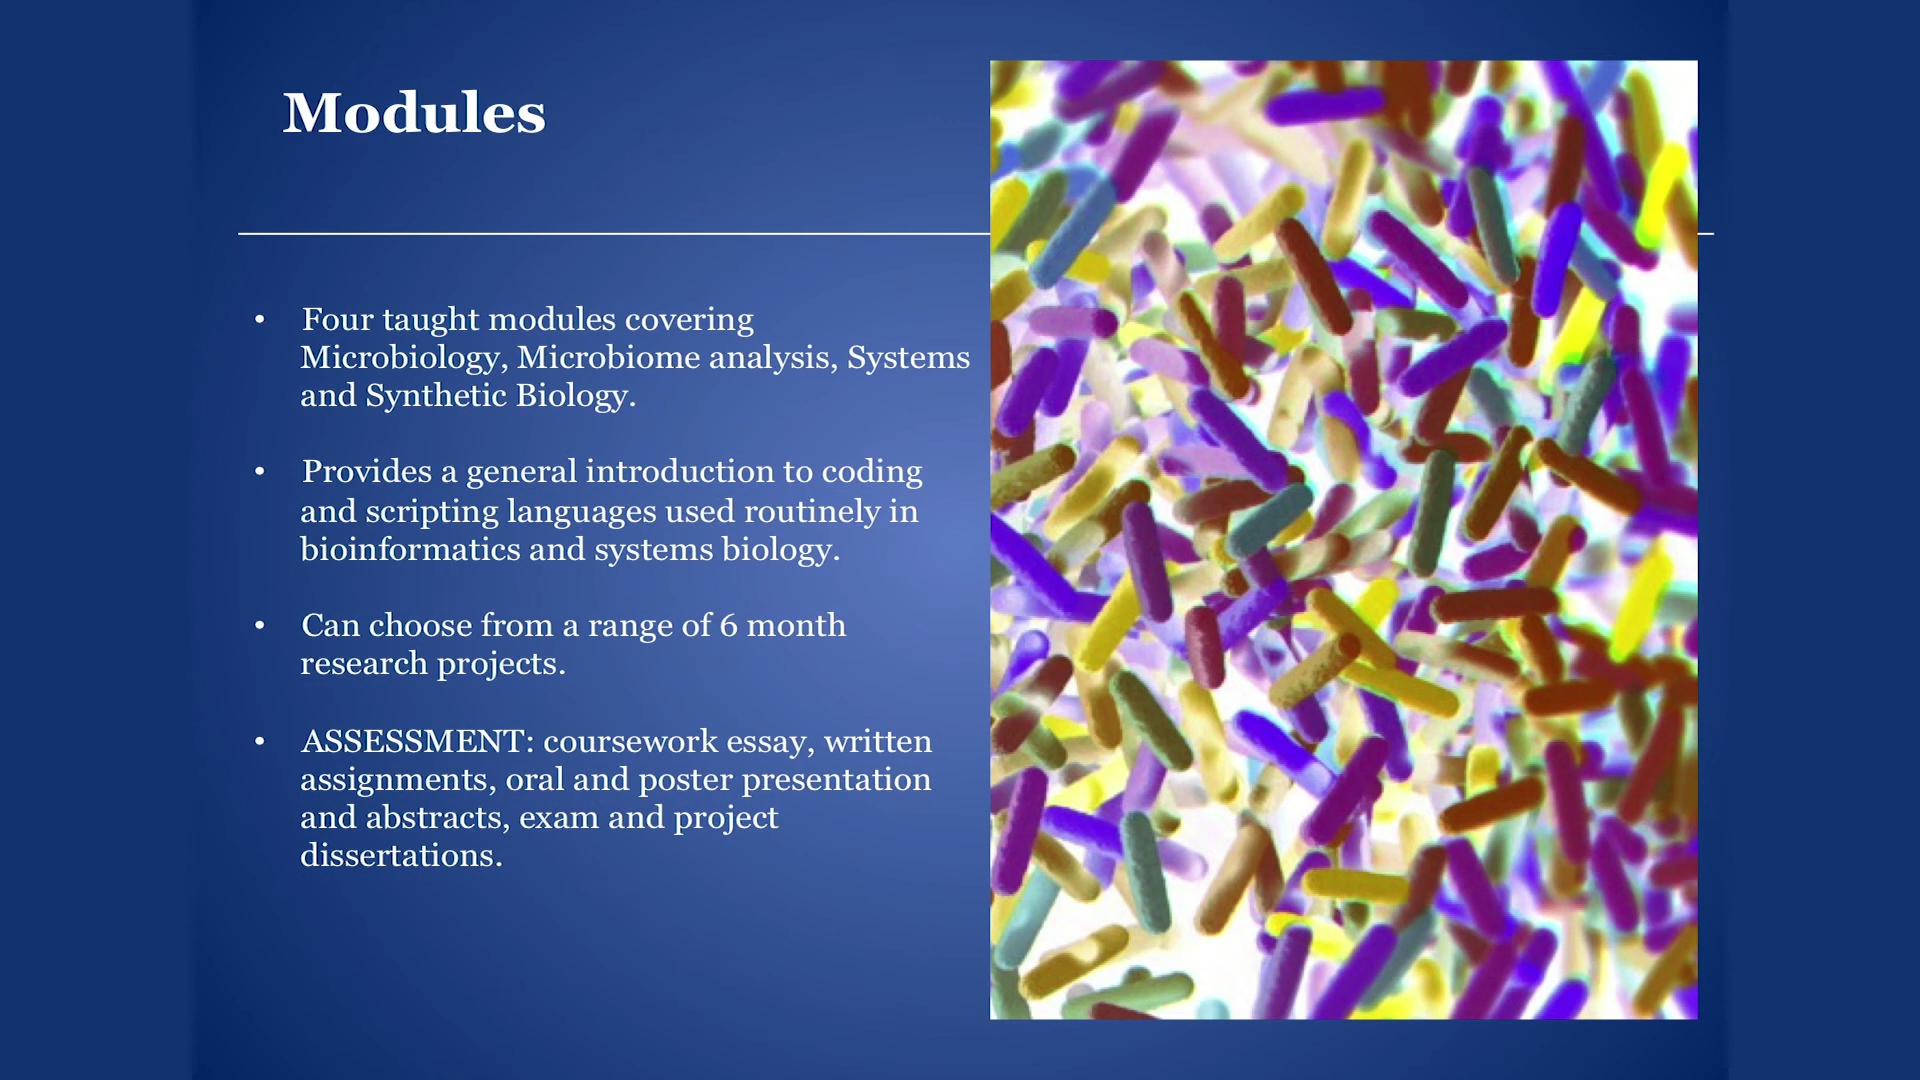 Modules
• Four taught modules covering
Microbiology, Microbiome analysis, Systems
and Synthetic Biology.
• Provides a general introduction to coding
and scripting languages used routinely in
bioinformatics and systems biology.
• Can choose from a range of 6 month
research projects.
• ASSESSMENT: coursework essay, written
assignments, oral and poster presentation
and abstracts, exam and project
dissertations.